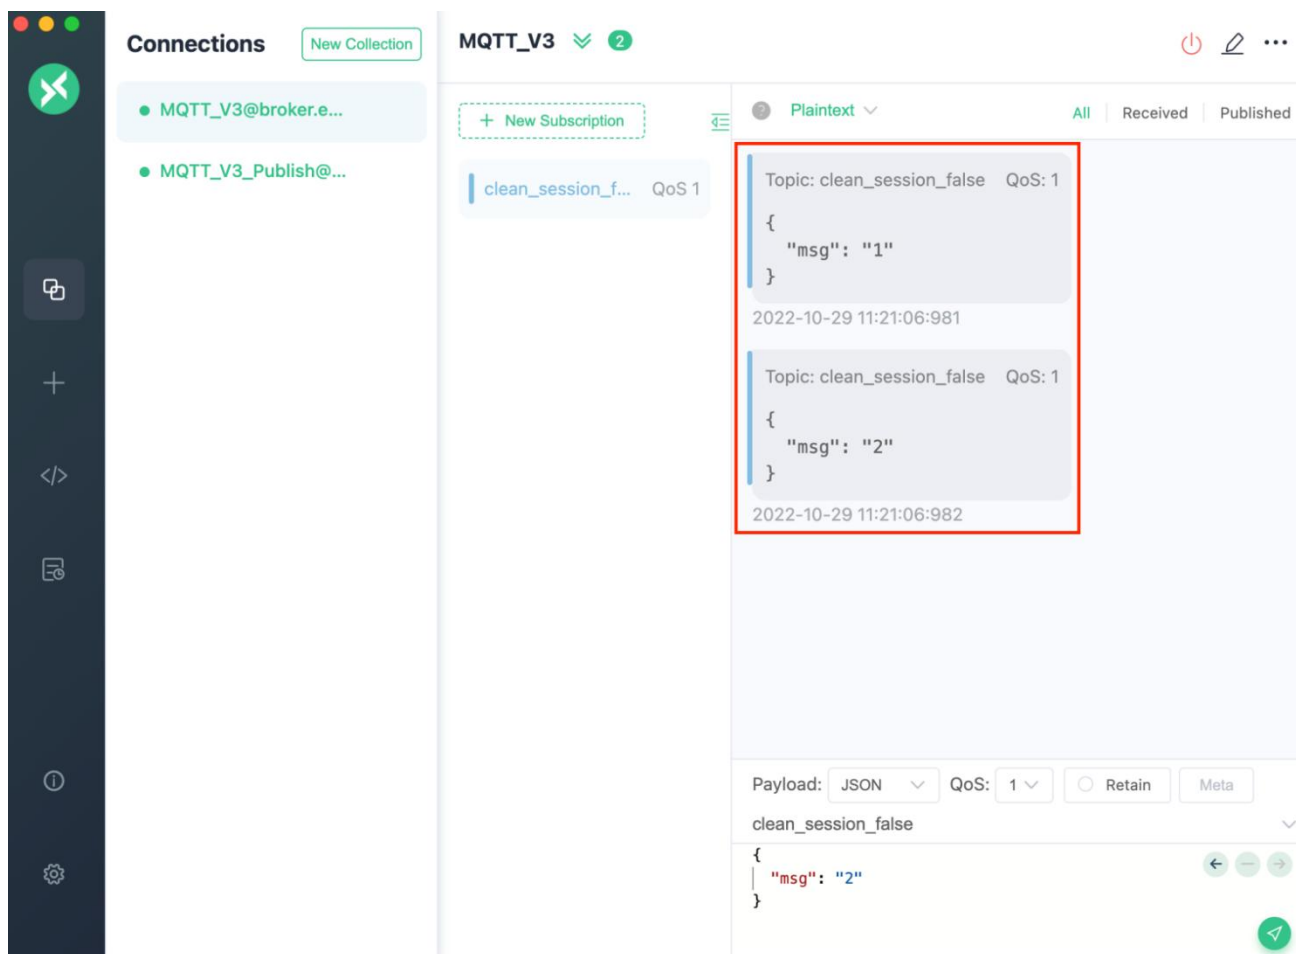 Connections
New Collection
MQTT_V3@broker.e...
MQTT_V3_Publish@...
MQTT_V3
2
+ New Subscription
clean_session_f... QoS 1
? Plaintext
All Received Published
Topic: clean_session_false QoS: 1
{
"msg": "1"
}
2022-10-29 11:21:06:981
Topic: clean_session_false QoS: 1
{
"msg": "2"
}
2022-10-29 11:21:06:982
Payload: JSON QoS: 1 Retain Meta
clean_session_false
{
"msg": "2"
}